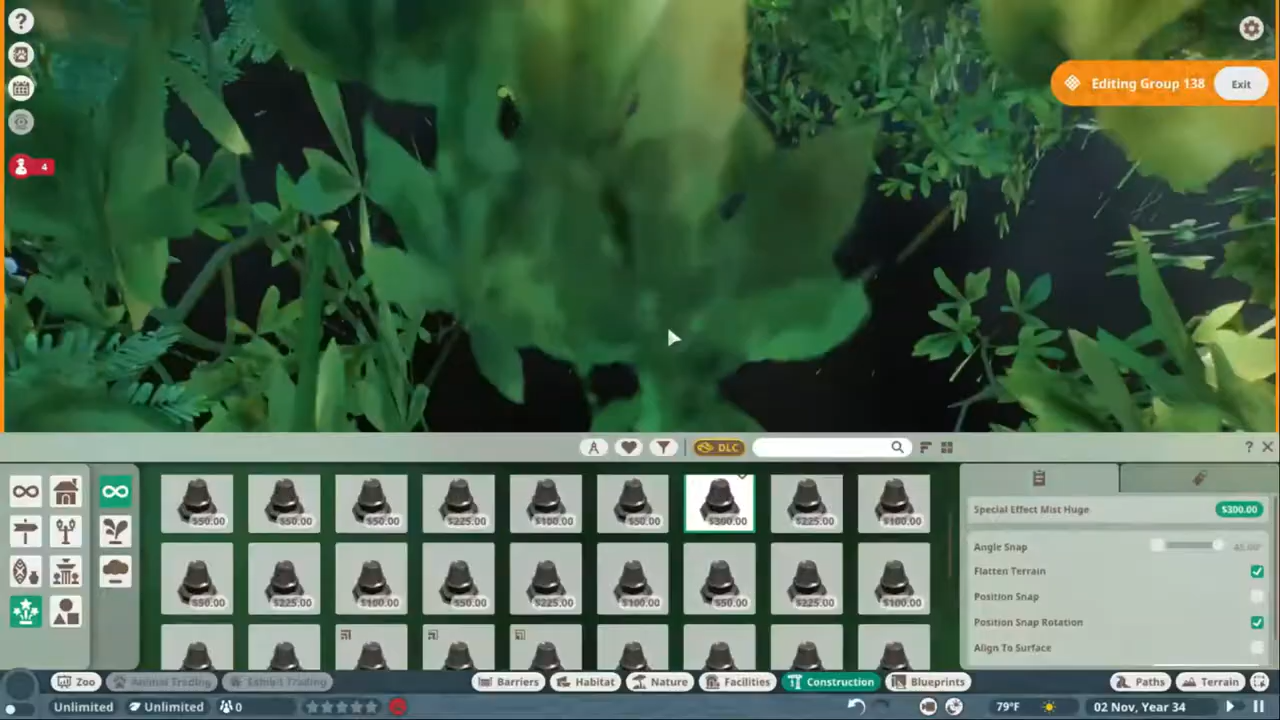 ?
Editing Group 138 Exit
4
DLC
? ×
$50.00 $50.00 $50.00 $225.00 $100.00 $50.00 $300.00 $225.00 $100.00
Special Effect Mist Huge $300.00
Angle Snap 45.00°
Flatten Terrain
$50.00 $225.00 $100.00 $50.00 $225.00 $100.00 $50.00 $225.00 $100.00
Position Snap
Position Snap Rotation
Align To Surface
Zoo Animal Trading Exhibit Trading Barriers Habitat Nature Facilities Construction Blueprints Paths Terrain
Unlimited Unlimited 0 79°F 02 Nov, Year 34